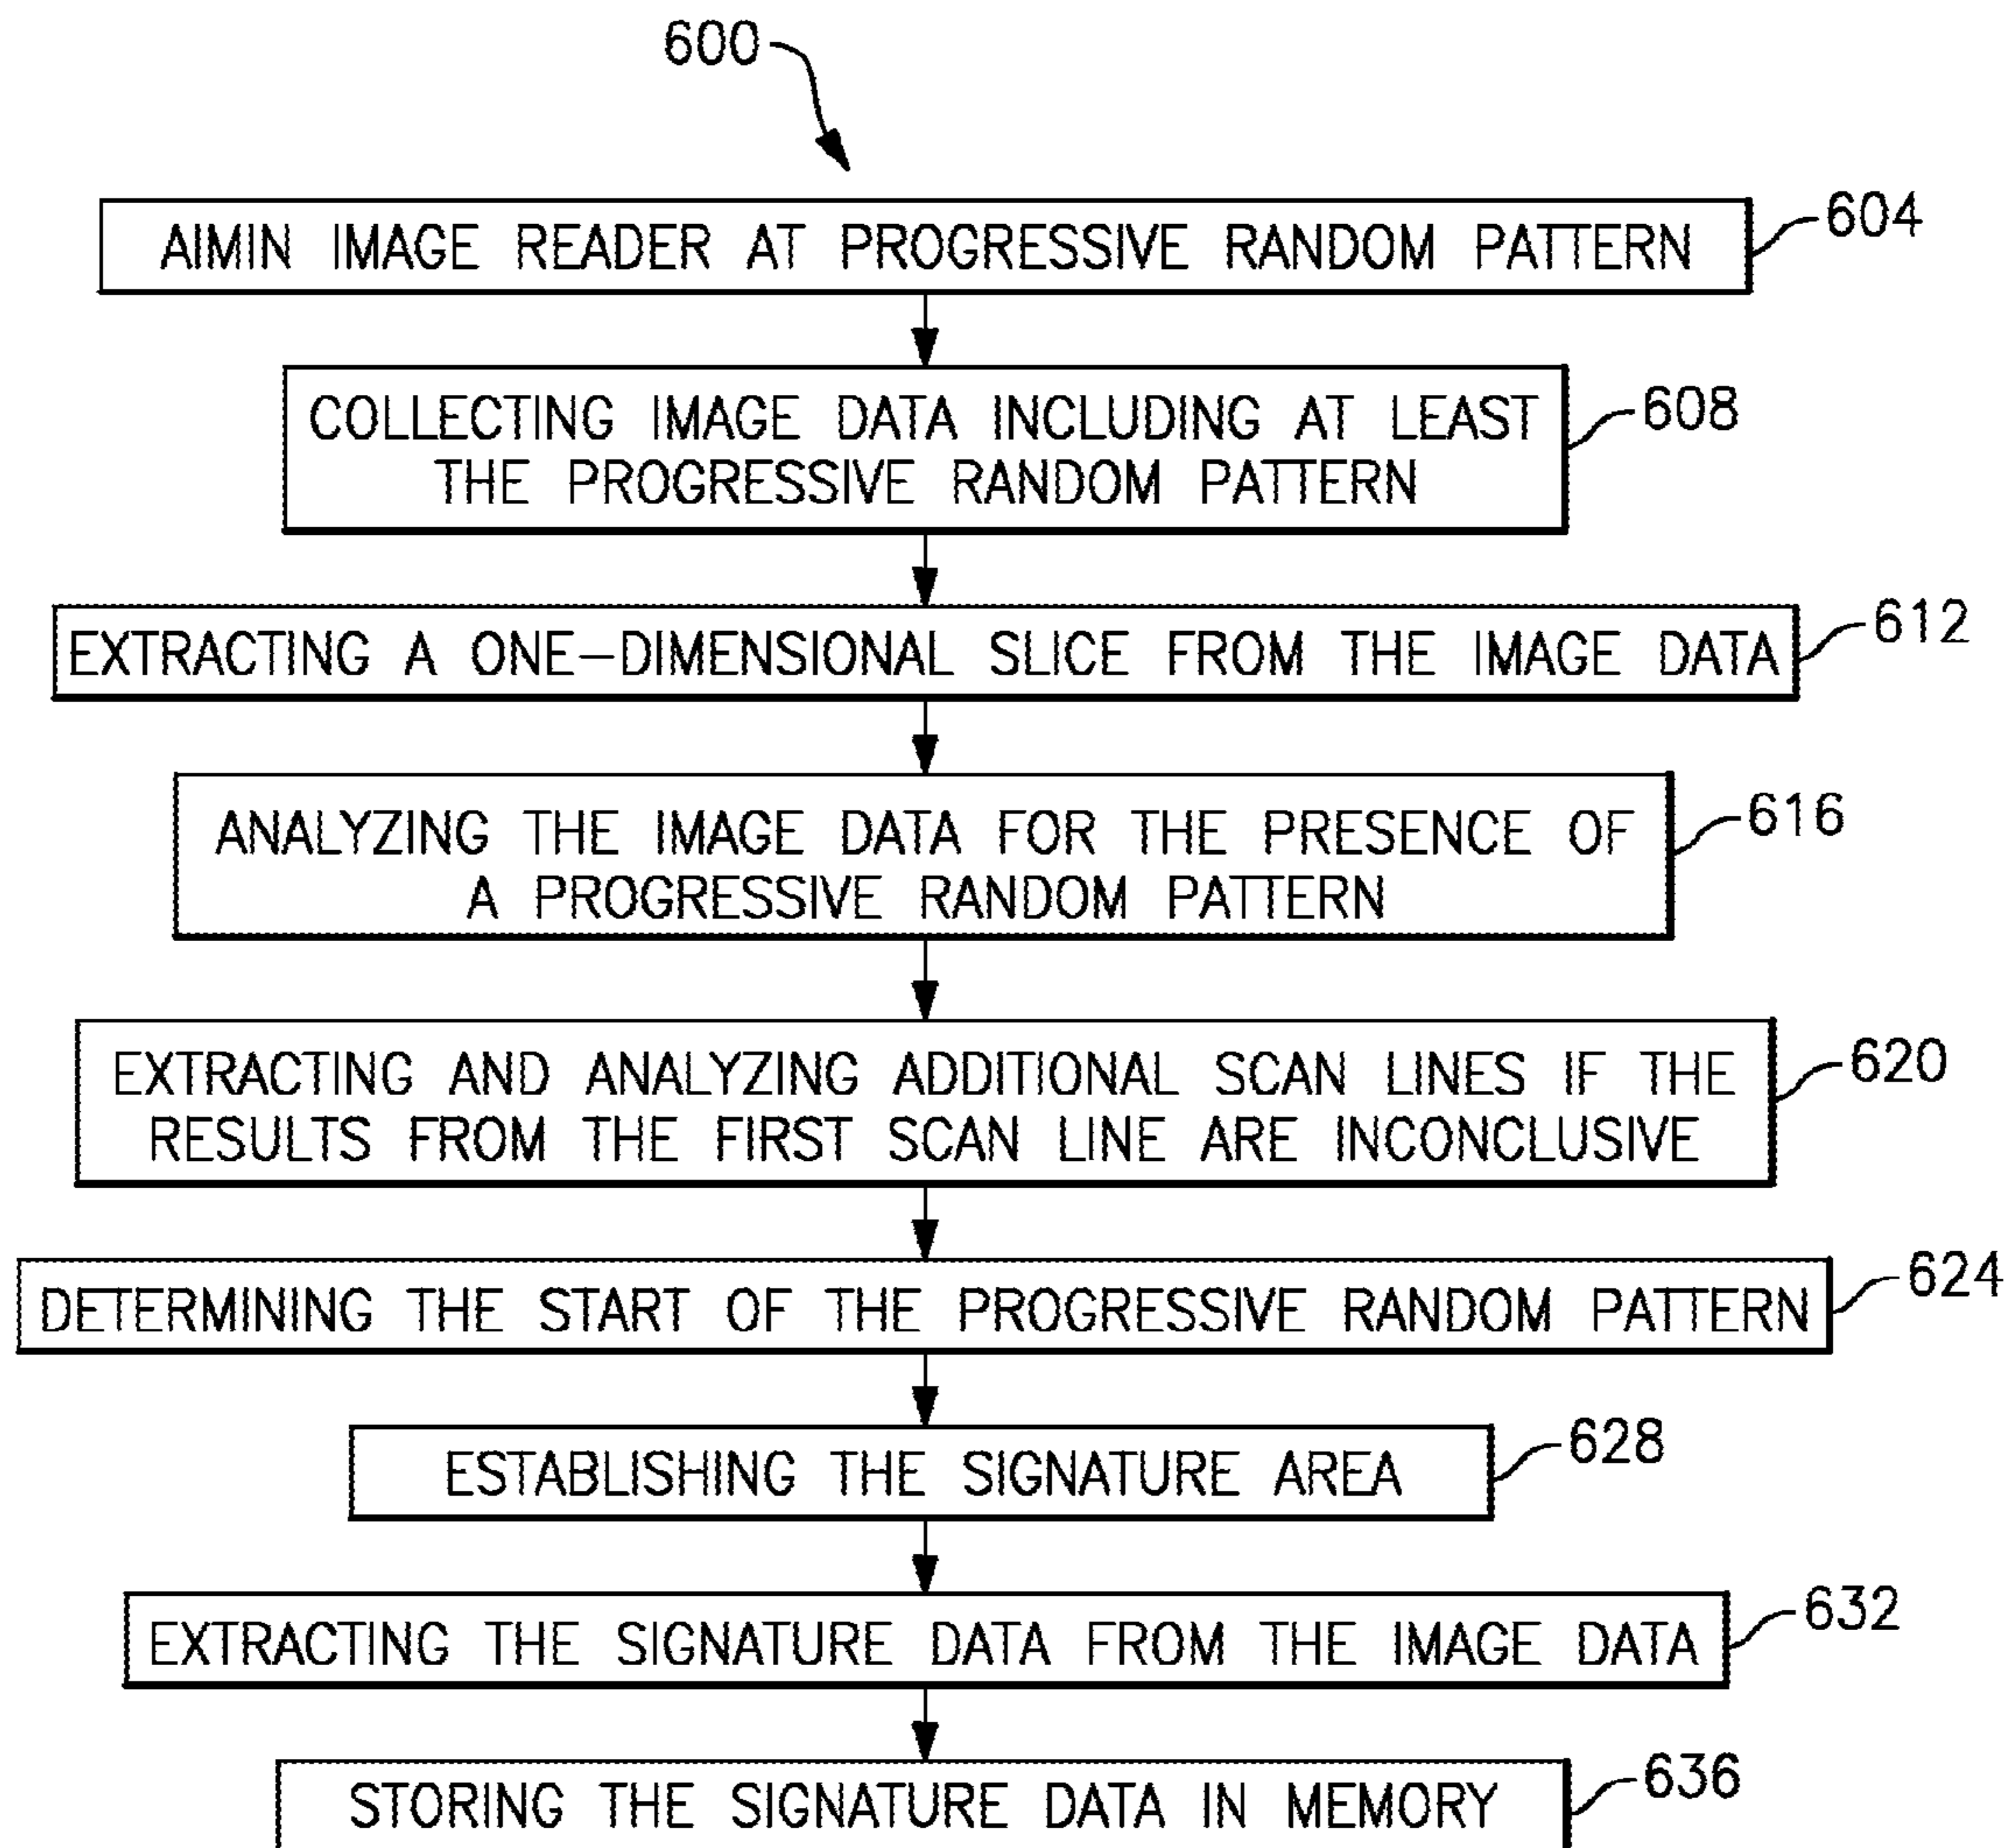 600
AIMIN IMAGE READER AT PROGRESSIVE RANDOM PATTERN
604
COLLECTING IMAGE DATA INCLUDING AT LEAST
THE PROGRESSIVE RANDOM PATTERN
608
EXTRACTING A ONE-DIMENSIONAL SLICE FROM THE IMAGE DATA
612
ANALYZING THE IMAGE DATA FOR THE PRESENCE OF
A PROGRESSIVE RANDOM PATTERN
616
EXTRACTING AND ANALYZING ADDITIONAL SCAN LINES IF THE
RESULTS FROM THE FIRST SCAN LINE ARE INCONCLUSIVE
620
DETERMINING THE START OF THE PROGRESSIVE RANDOM PATTERN
624
ESTABLISHING THE SIGNATURE AREA
628
EXTRACTING THE SIGNATURE DATA FROM THE IMAGE DATA
632
STORING THE SIGNATURE DATA IN MEMORY
636